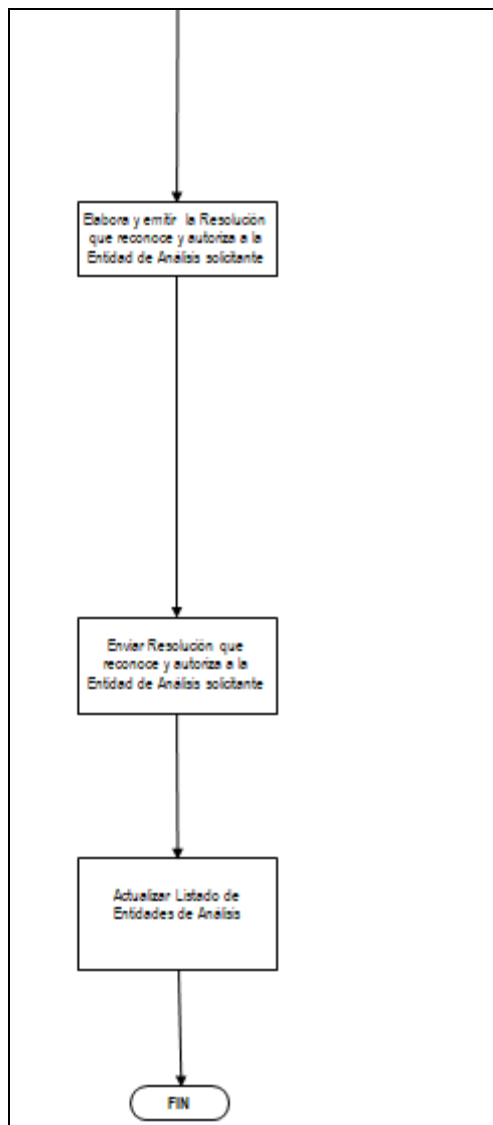 Elabora y emitir la Resolución
que reconoce y autoriza a la
Entidad de Análisis solicitante
Enviar Resolución que
reconoce y autoriza a la
Entidad de Análisis solicitante
Actualizar Listado de
Entidades de Análisis
FIN